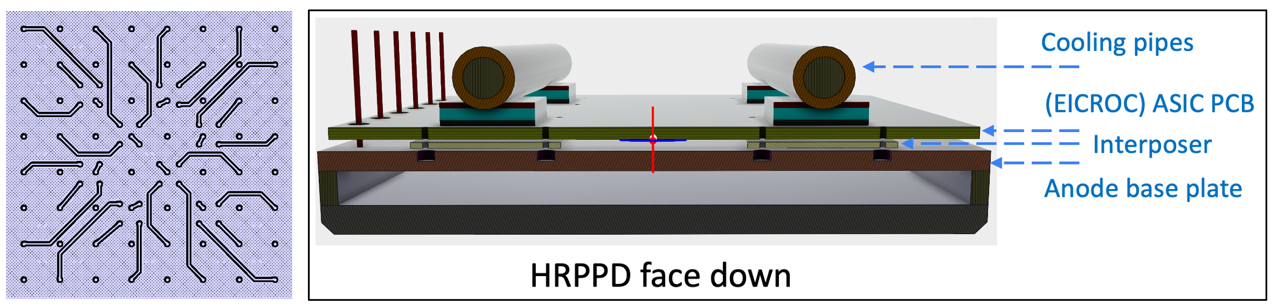 Cooling pipes
(EICROC) ASIC PCB
Interposer
Anode base plate
HRPPD face down